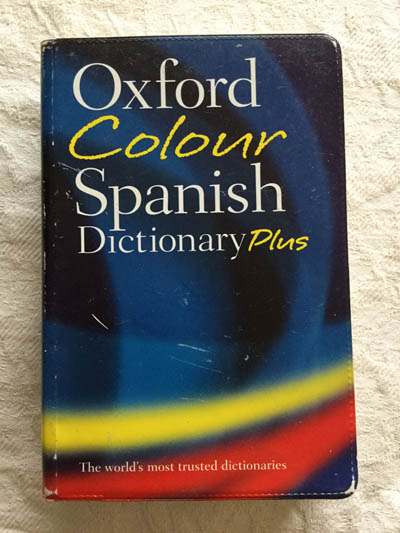 Oxford
Colour
Spanish
Dictionary Plus
The world's most trusted dictionaries